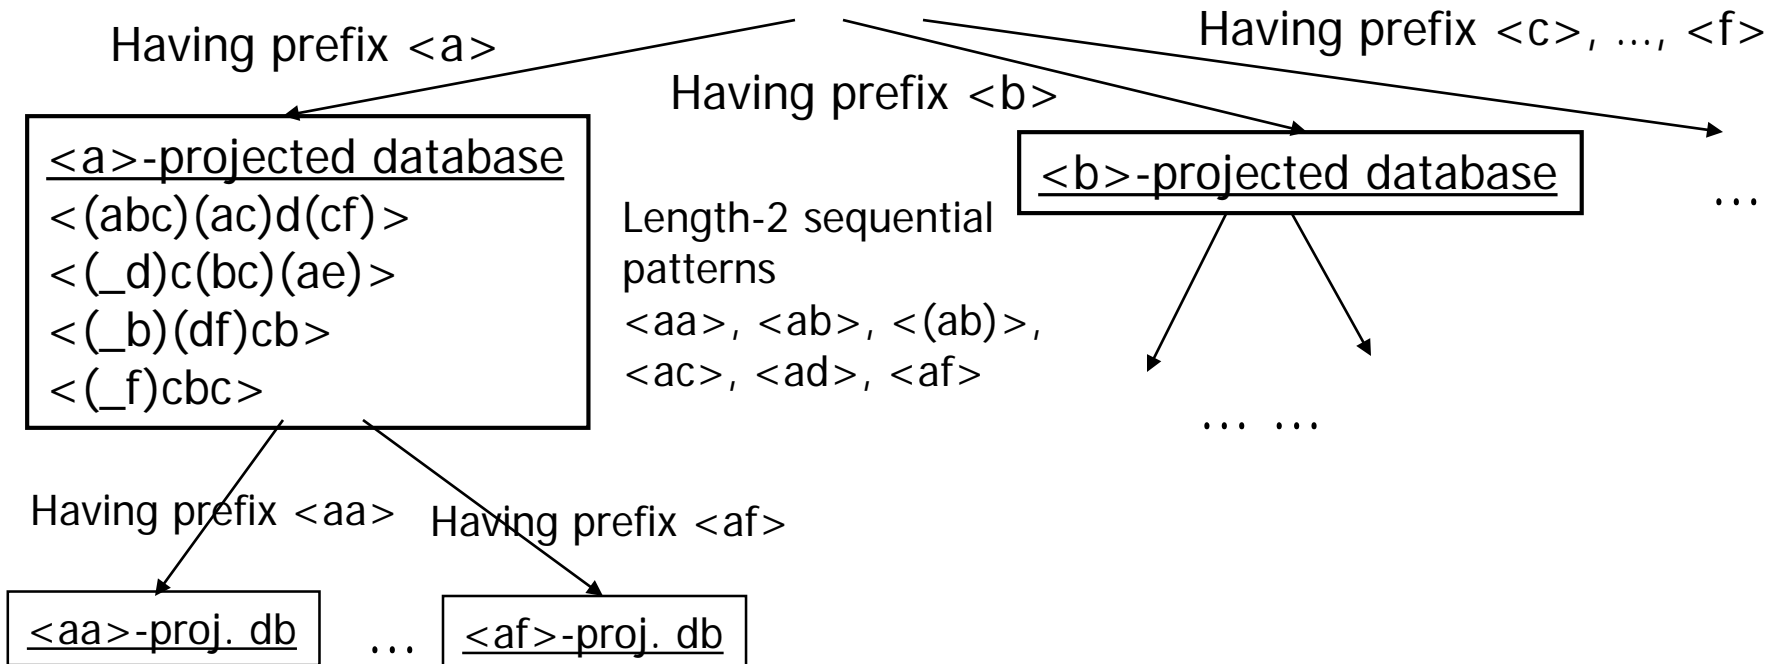 Having prefix <a>
Having prefix <b>
Having prefix <c>, ..., <f>
<a>-projected database
<(abc)(ac)d(cf)>
<(_d)c(bc)(ae)>
<(_b)(df)cb>
<(_f)cbc>
Length-2 sequential
patterns
<aa>, <ab>, <(ab)>,
<ac>, <ad>, <af>
<b>-projected database
...
... ...
Having prefix <aa>
Having prefix <af>
<aa>-proj. db
...
<af>-proj. db